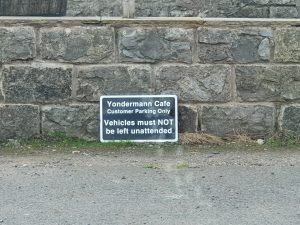 Yondermann Cafe
Customer Parking Only
Vehicles must NOT
be left unattended